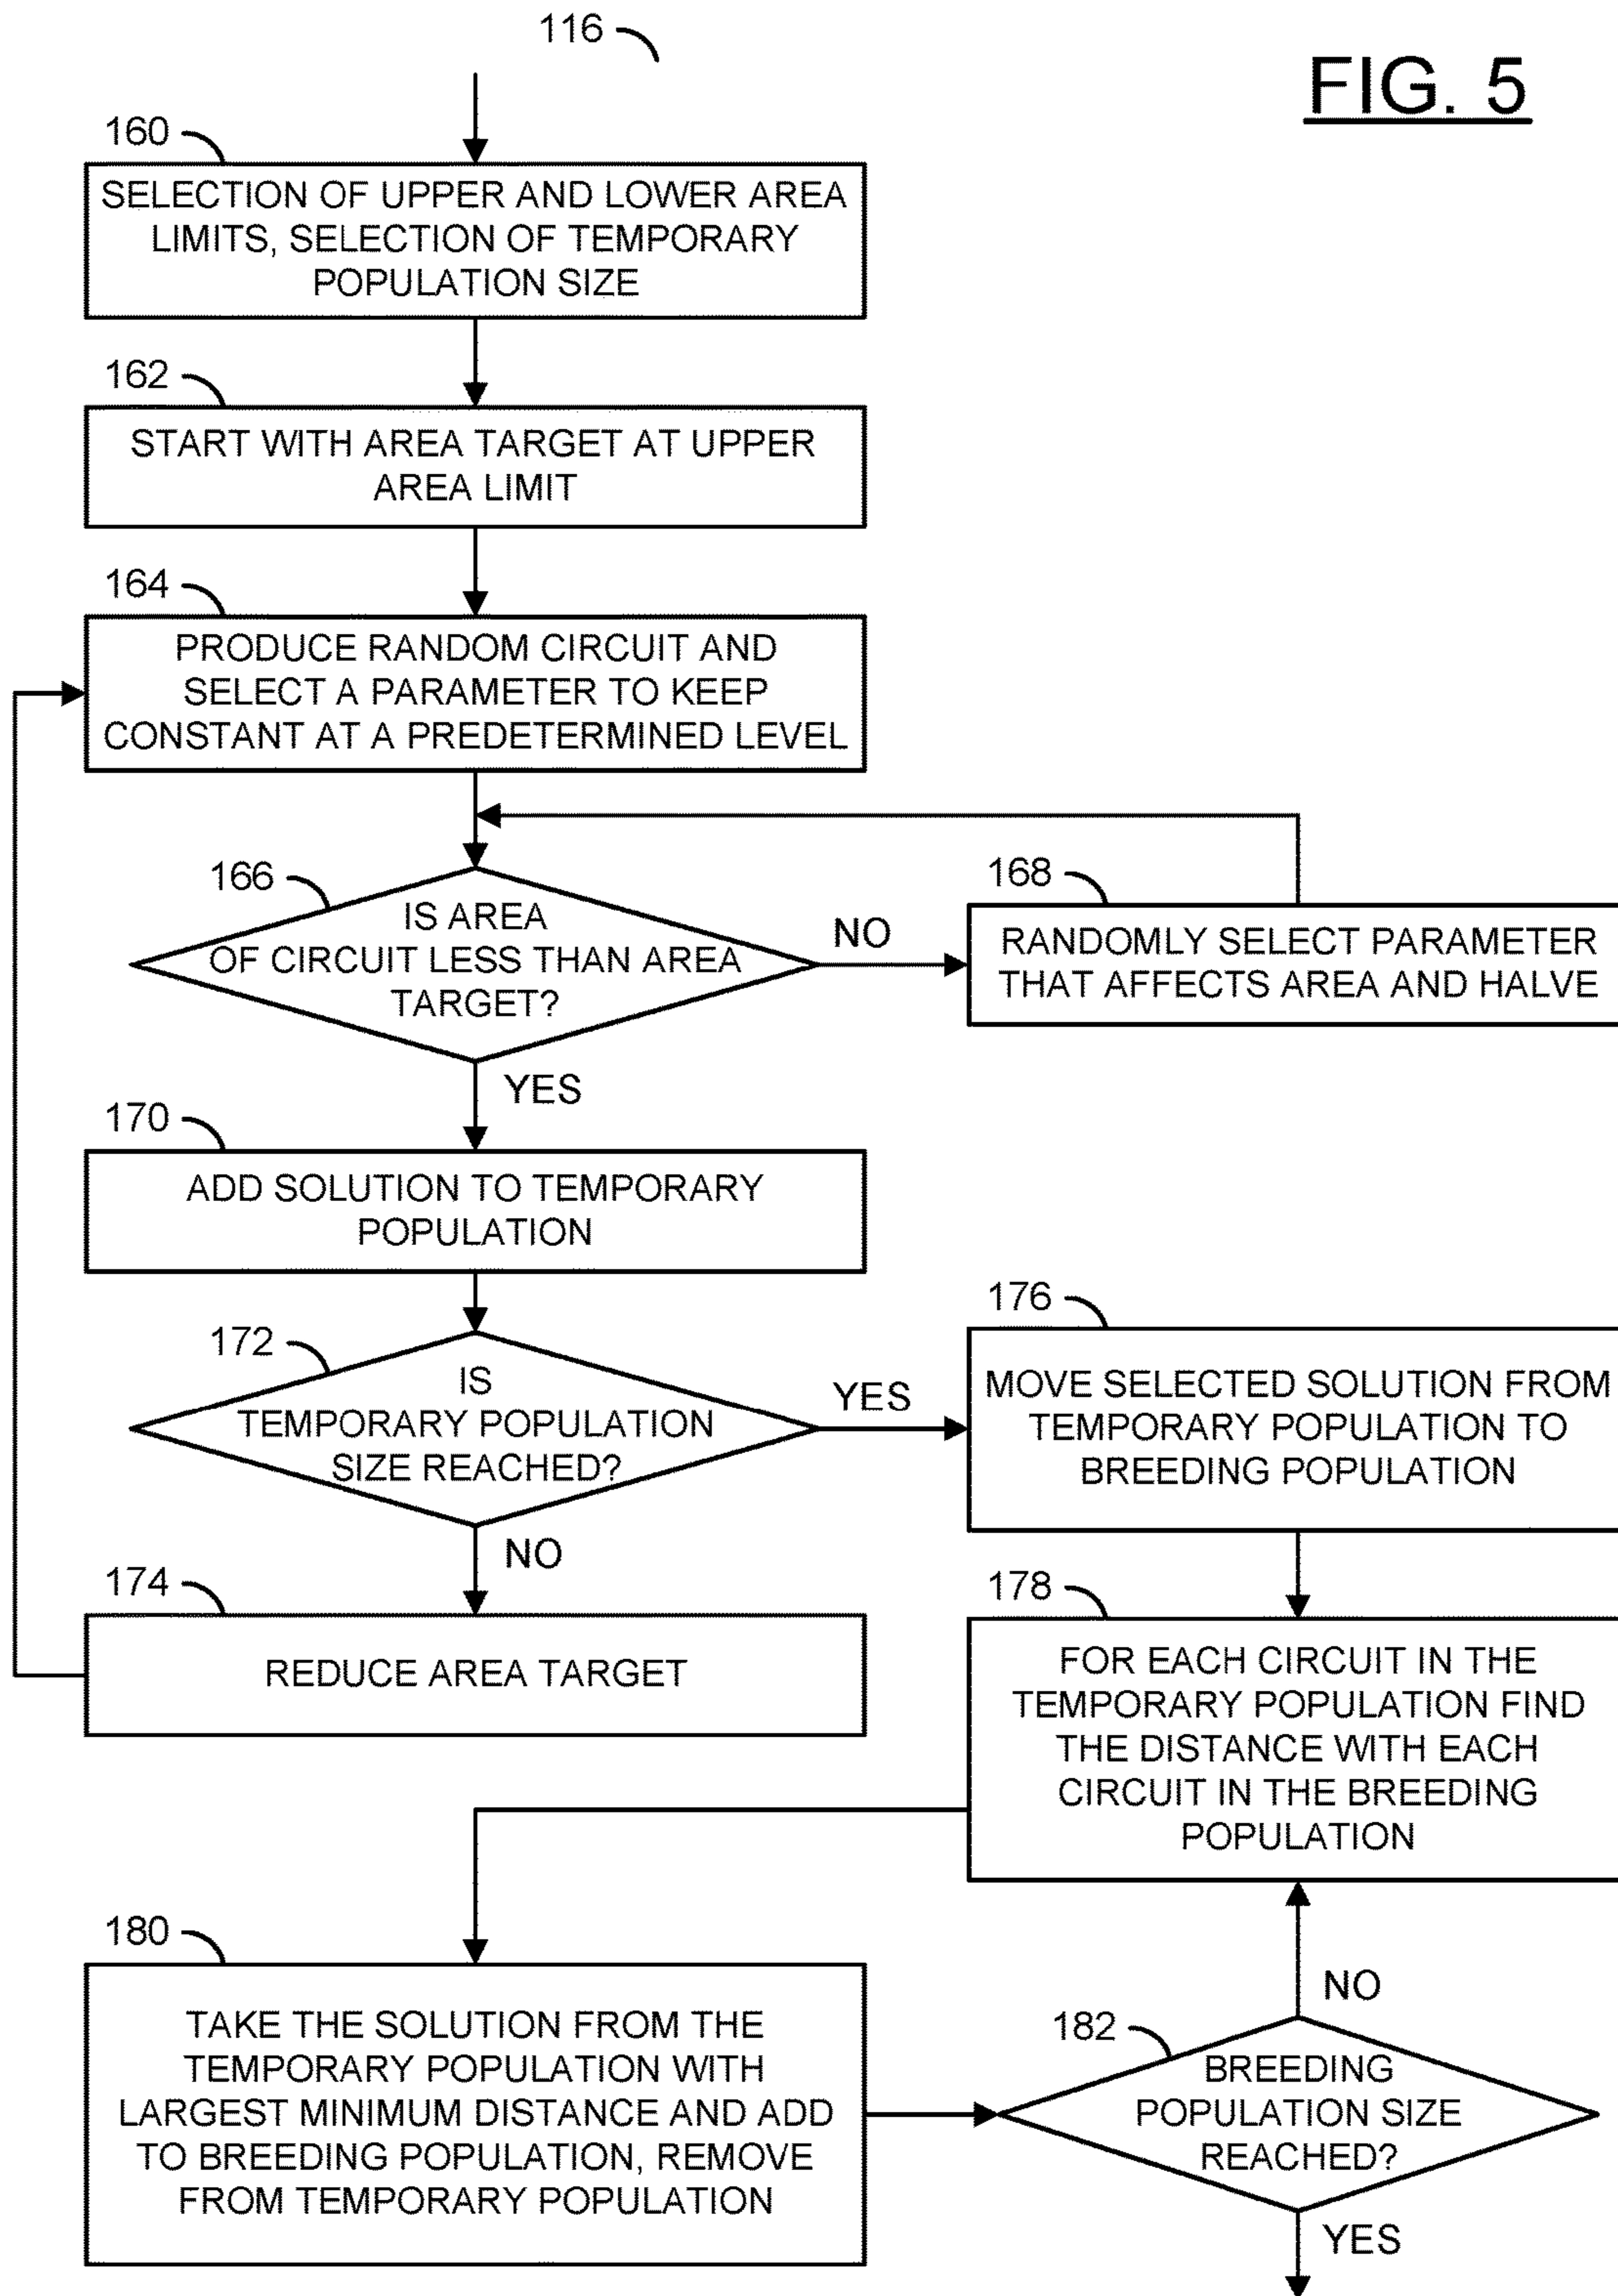 116
FIG. 5
160
SELECTION OF UPPER AND LOWER AREA
LIMITS, SELECTION OF TEMPORARY
POPULATION SIZE
162
START WITH AREA TARGET AT UPPER
AREA LIMIT
164
PRODUCE RANDOM CIRCUIT AND
SELECT A PARAMETER TO KEEP
CONSTANT AT A PREDETERMINED LEVEL
166
IS AREA
OF CIRCUIT LESS THAN AREA
TARGET?
NO
168
RANDOMLY SELECT PARAMETER
THAT AFFECTS AREA AND HALVE
YES
170
ADD SOLUTION TO TEMPORARY
POPULATION
172
IS
TEMPORARY POPULATION
SIZE REACHED?
YES
176
MOVE SELECTED SOLUTION FROM
TEMPORARY POPULATION TO
BREEDING POPULATION
NO
174
REDUCE AREA TARGET
178
FOR EACH CIRCUIT IN THE
TEMPORARY POPULATION FIND
THE DISTANCE WITH EACH
CIRCUIT IN THE BREEDING
POPULATION
180
TAKE THE SOLUTION FROM THE
TEMPORARY POPULATION WITH
LARGEST MINIMUM DISTANCE AND ADD
TO BREEDING POPULATION, REMOVE
FROM TEMPORARY POPULATION
NO
182
BREEDING
POPULATION SIZE
REACHED?
YES